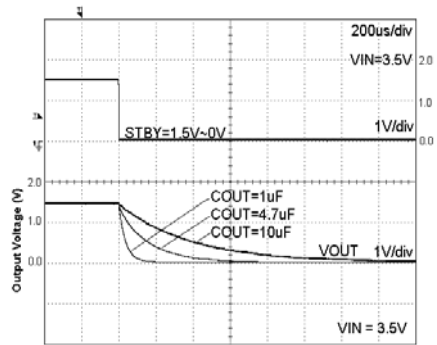 200us/div
VIN=3.5V
2.0
1.0
1V/div
0.0
STBY=1.5V~0V
2.0
COUT=1uF
COUT=4.7uF
1.0
COUT=10uF
VOUT
1V/div
0.0
Output Voltage (V)
VIN = 3.5V